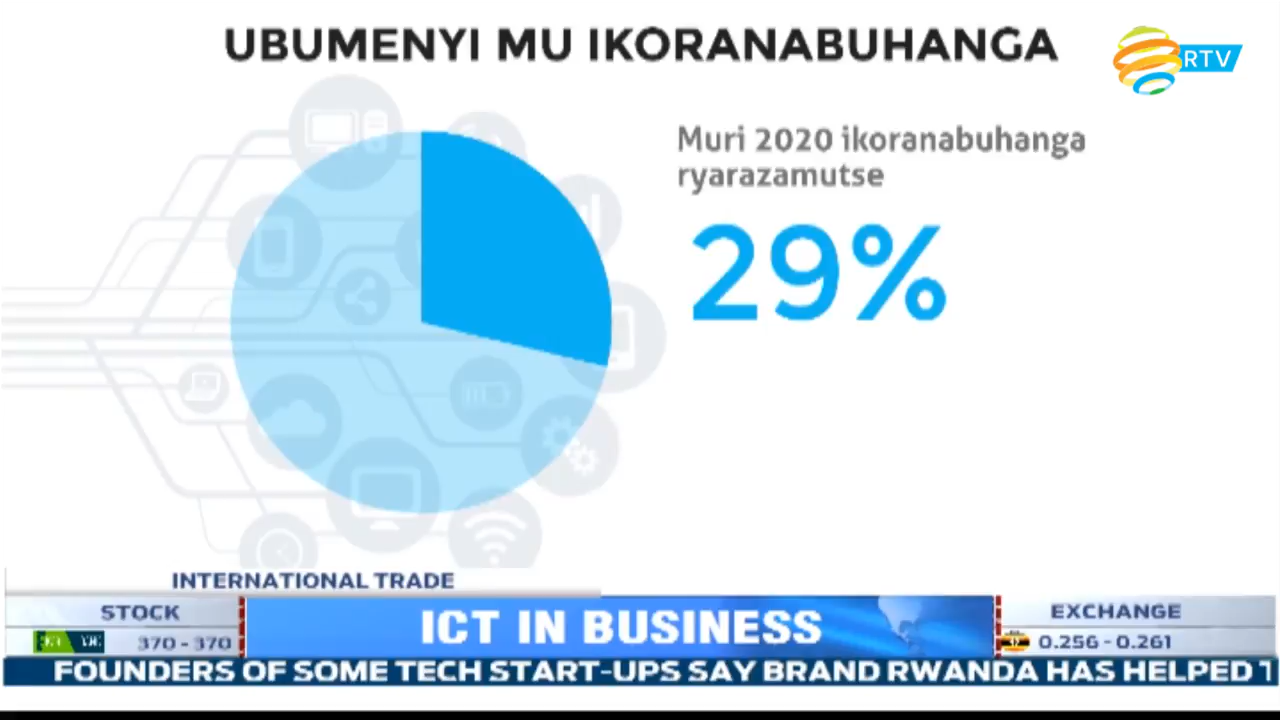 UBUMENYI MU IKORANABUHANGA
RTV
Muri 2020 ikoranabuhanga
ryarazamutse
29%
INTERNATIONAL TRADE
STOCK
370 - 370
ICT IN BUSINESS
EXCHANGE
0.256 - 0.261
FOUNDERS OF SOME TECH START-UPS SAY BRAND RWANDA HAS HELPED